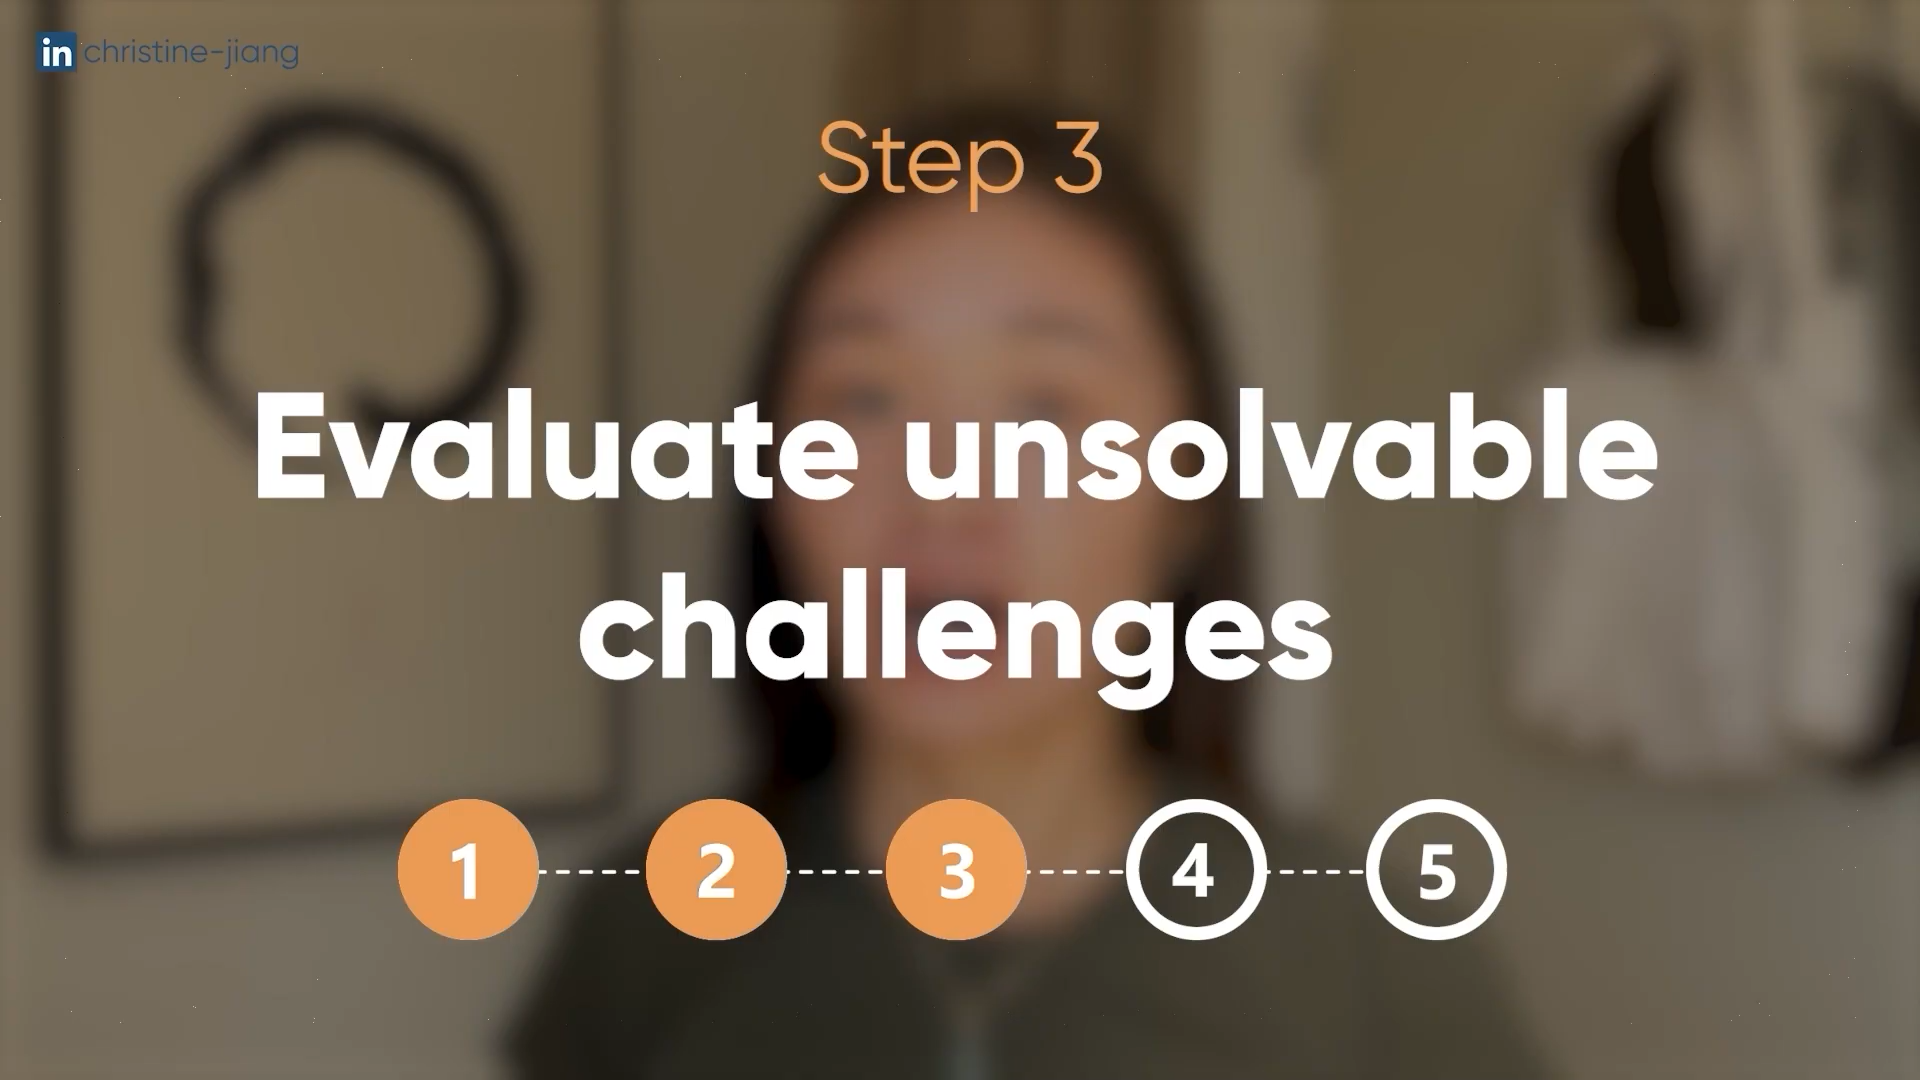 in christine-jiang
Step 3
Evaluate unsolvable
challenges
1 2 3 4 5